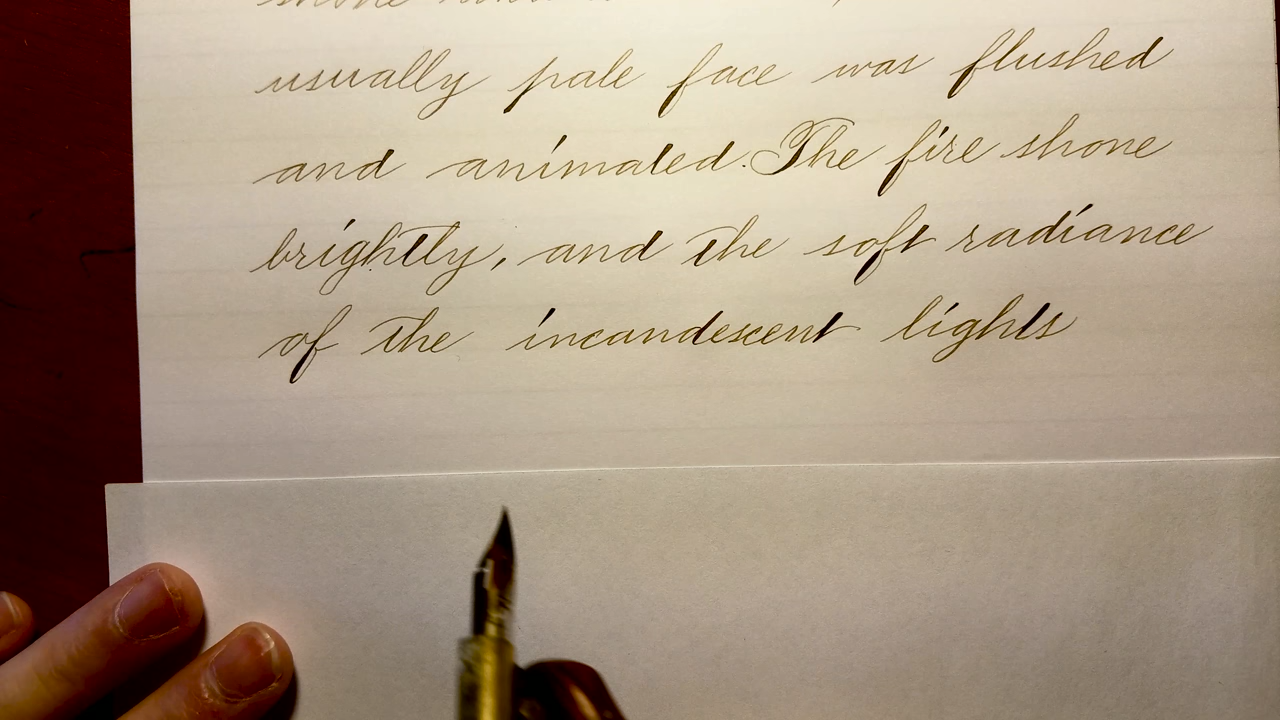 shone
usually pale face was flushed
and animated. The fire shone
brightly, and the soft radiance
of the incandescent lights